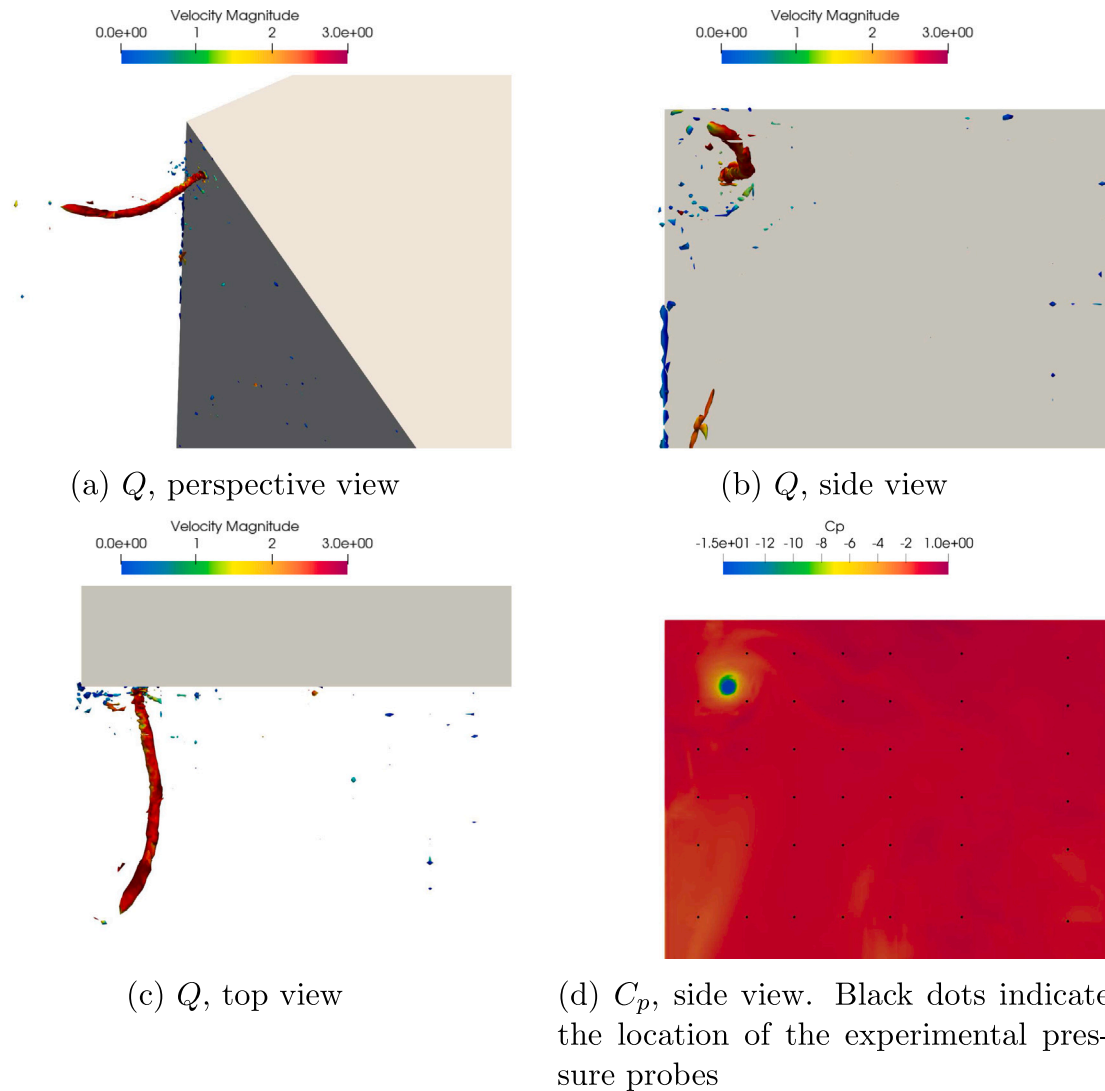 Velocity Magnitude
0.0e+00 1 2 3.0e+00
Velocity Magnitude
0.0e+00 1 2 3.0e+00
(a) Q, perspective view
(b) Q, side view
Velocity Magnitude
0.0e+00 1 2 3.0e+00
Cp
-1.5e+01 -12 -10 -8 -6 -4 -2 1.0e+00
(c) Q, top view
(d) Cₚ, side view. Black dots indicate
the location of the experimental pres-
sure probes